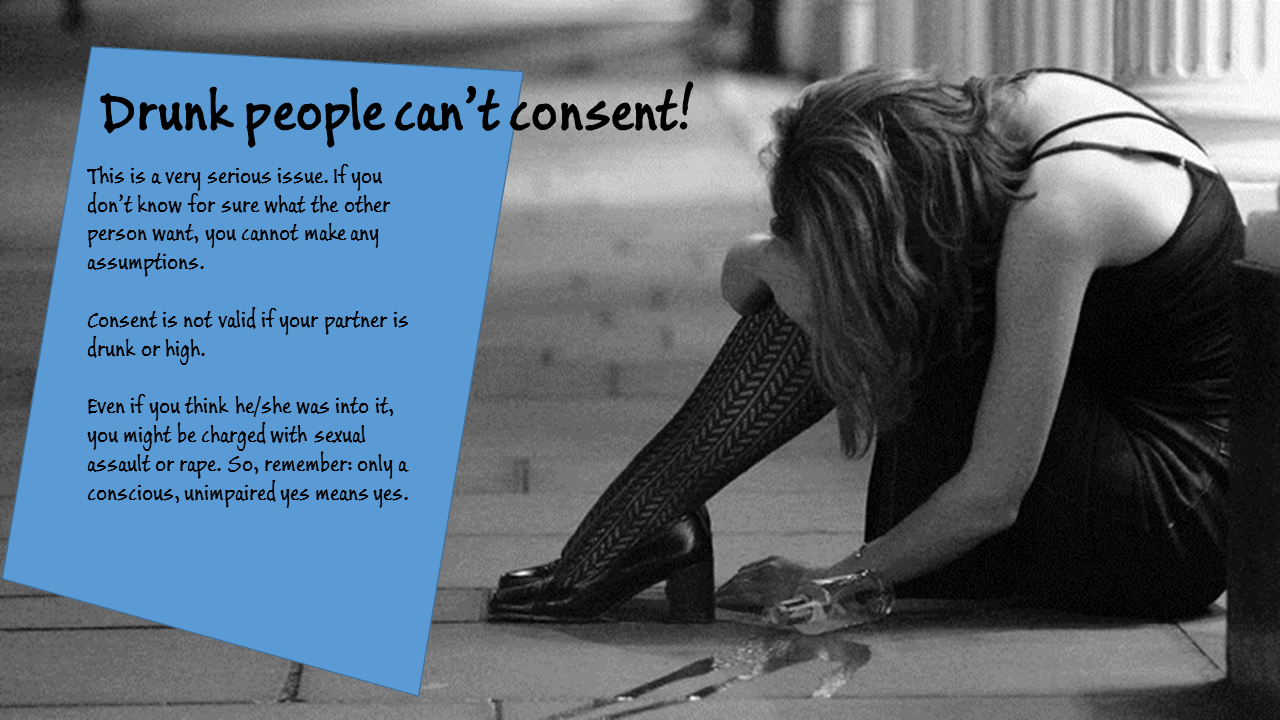 Drunk people can't consent!
This is a very serious issue. If you
don't know for sure what the other
person want, you cannot make any
assumptions.
Consent is not valid if your partner is
drunk or high.
Even if you think he/she was into it,
you might be charged with sexual
assault or rape. So, remember: only a
conscious, unimpaired yes means yes.